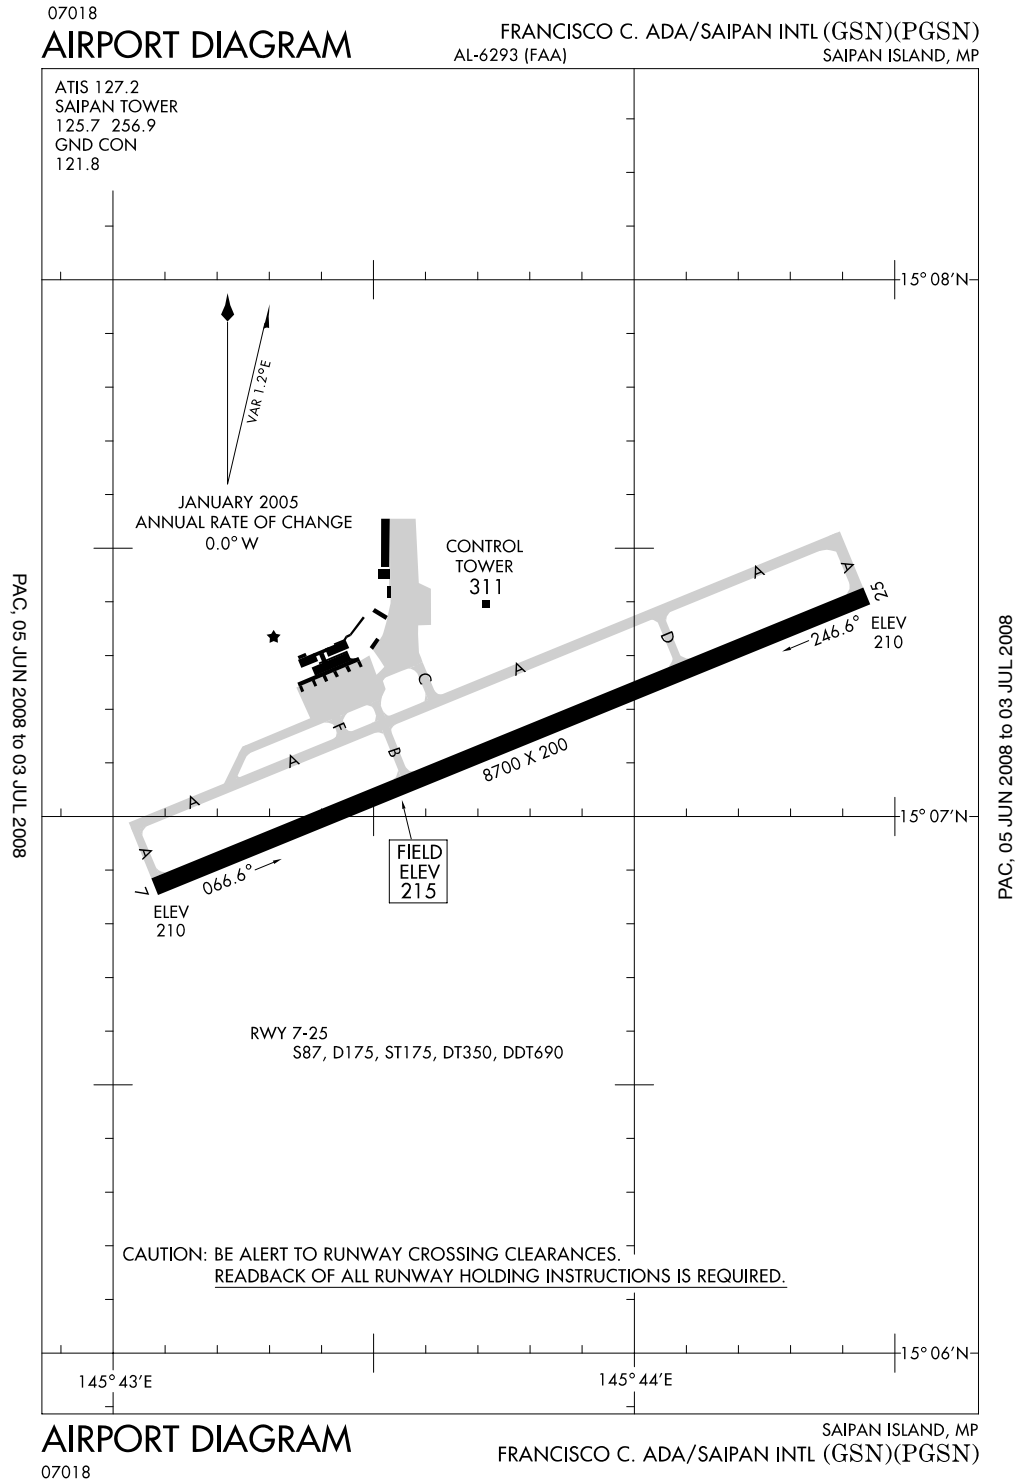 07018
AIRPORT DIAGRAM
AL-6293 (FAA)
FRANCISCO C. ADA/SAIPAN INTL (GSN)(PGSN)
SAIPAN ISLAND, MP
ATIS 127.2
SAIPAN TOWER
125.7 256.9
GND CON
121.8
15°08'N
VAR 1.2°E
JANUARY 2005
ANNUAL RATE OF CHANGE
0.0° W
CONTROL
TOWER
311
A
A
25
ELEV
210
246.6°
D
A
C
F
B
A
A
8700 X 200
15°07'N
A
7
066.6°
FIELD
ELEV
215
ELEV
210
RWY 7-25
S87, D175, ST175, DT350, DDT690
CAUTION: BE ALERT TO RUNWAY CROSSING CLEARANCES.
READBACK OF ALL RUNWAY HOLDING INSTRUCTIONS IS REQUIRED.
15°06'N
145°43'E
145°44'E
PAC, 05 JUN 2008 to 03 JUL 2008
PAC, 05 JUN 2008 to 03 JUL 2008
AIRPORT DIAGRAM
07018
SAIPAN ISLAND, MP
FRANCISCO C. ADA/SAIPAN INTL (GSN)(PGSN)